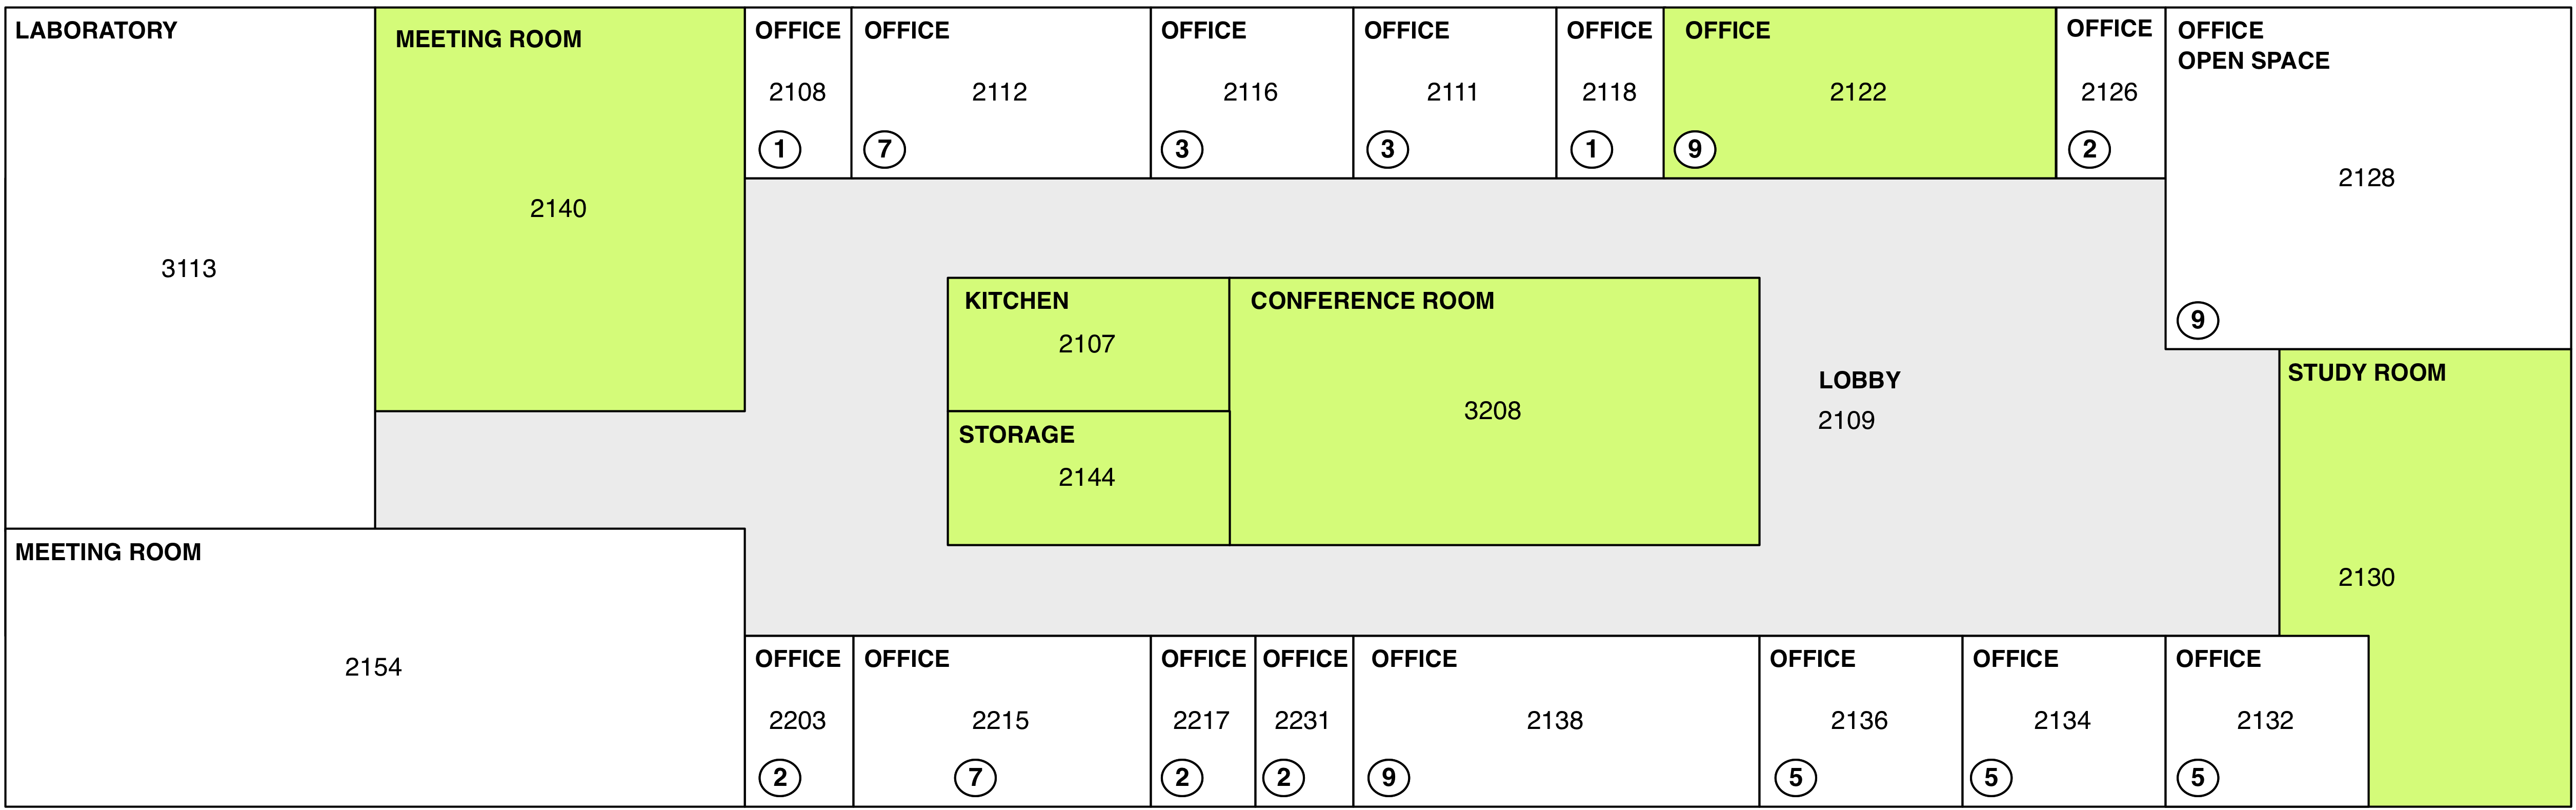 LABORATORY
3113
MEETING ROOM
2140
OFFICE
2108
1
OFFICE
2112
7
OFFICE
2116
3
OFFICE
2111
3
OFFICE
2118
1
OFFICE
2122
9
OFFICE
2126
2
OFFICE
OPEN SPACE
2128
9
KITCHEN
2107
CONFERENCE ROOM
3208
STORAGE
2144
LOBBY
2109
STUDY ROOM
2130
MEETING ROOM
2154
OFFICE
2203
2
OFFICE
2215
7
OFFICE
2217
2
OFFICE
2231
2
OFFICE
2138
9
OFFICE
2136
5
OFFICE
2134
5
OFFICE
2132
5